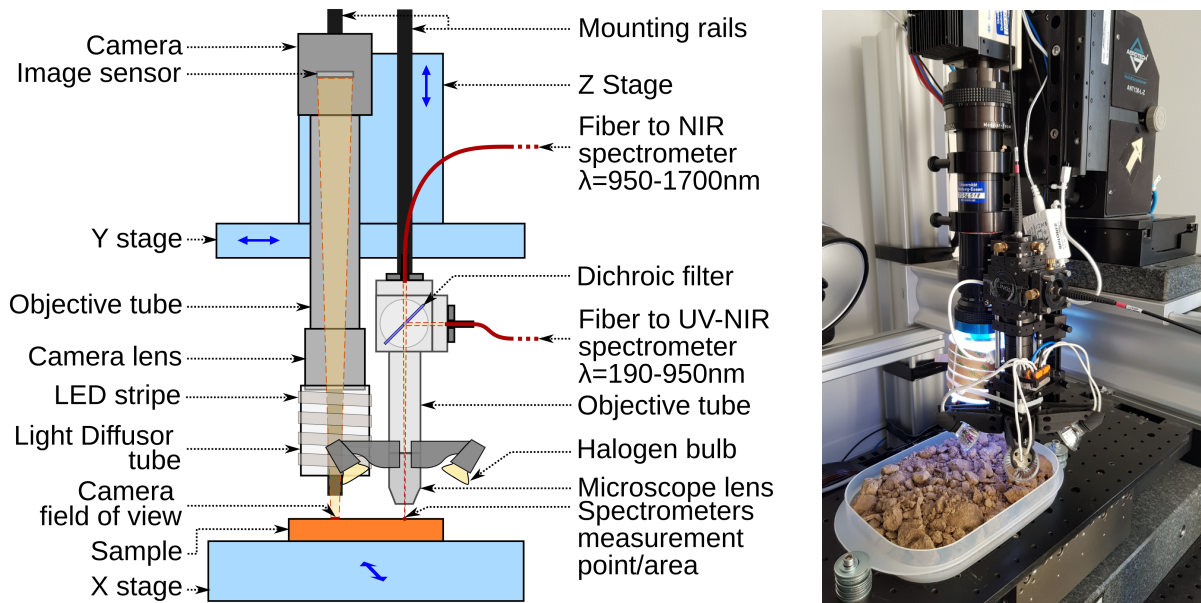 Camera
Image sensor
Y stage
Objective tube
Camera lens
LED stripe
Light Diffusor
tube
Camera
field of view
Sample
X stage
Mounting rails
Z Stage
Fiber to NIR
spectrometer
λ=950-1700nm
Dichroic filter
Fiber to UV-NIR
spectrometer
λ=190-950nm
Objective tube
Halogen bulb
Microscope lens
Spectrometers
measurement
point/area
AEROTECH